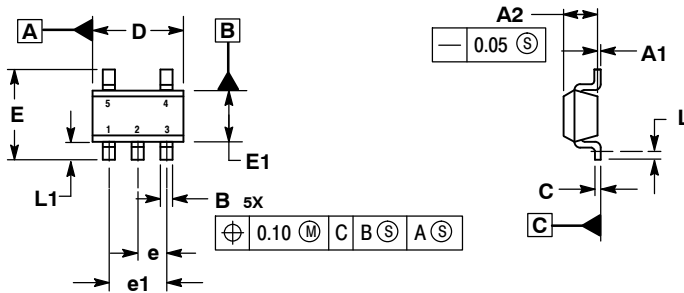 A
D
B
A2
— 0.05 Ⓢ
A1
E
5 4
1 2 3
E1
L
L1
B 5X
C
⌖ 0.10 Ⓜ C B Ⓢ A Ⓢ
C
e
e1